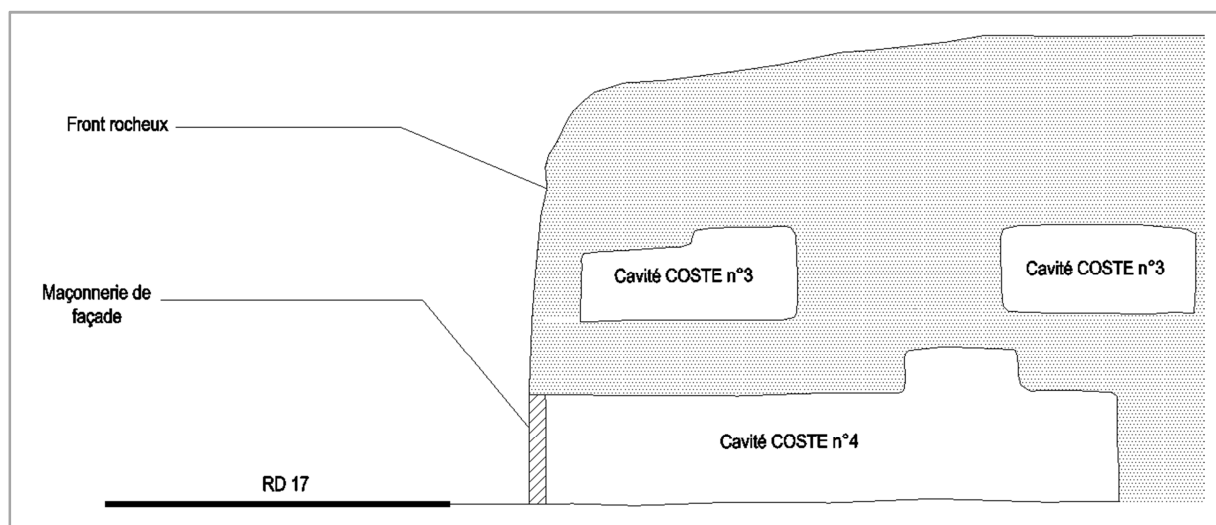 Front rocheux
Cavité COSTE n°3
Cavité COSTE n°3
Maçonnerie de
façade
Cavité COSTE n°4
RD 17